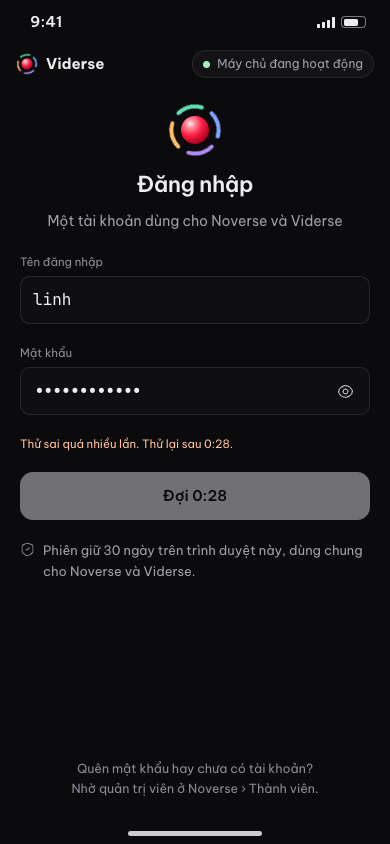 9:41
Viderse
Máy chủ đang hoạt động
Đăng nhập
Một tài khoản dùng cho Noverse và Viderse
Tên đăng nhập
linh
Mật khẩu
••••••••••••
Thử sai quá nhiều lần. Thử lại sau 0:28.
Đợi 0:28
Phiên giữ 30 ngày trên trình duyệt này, dùng chung
cho Noverse và Viderse.
Quên mật khẩu hay chưa có tài khoản?
Nhờ quản trị viên ở Noverse › Thành viên.